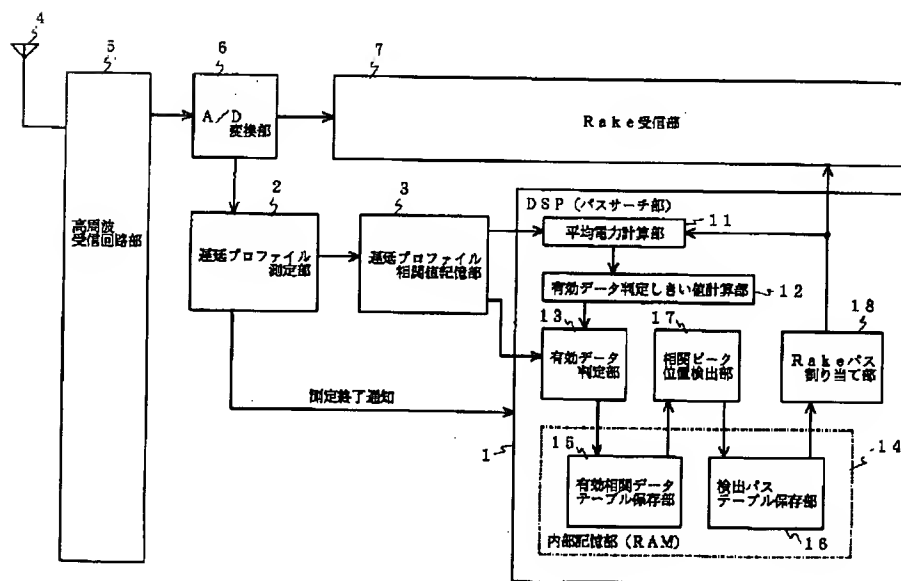 4
5
高周波
受信回路部
6
A/D
変換部
7
Rake受信部
2
遅延プロファイル
測定部
3
遅延プロファイル
相関値記憶部
測定終了通知
1
DSP(パスサーチ部)
11
平均電力計算部
有効データ判定しきい値計算部
12
13
有効データ
判定部
17
相関ピーク
位置検出部
18
Rakeパス
割り当て部
14
15
有効相関データ
テーブル保存部
検出パス
テーブル保存部
16
内部記憶部(RAM)